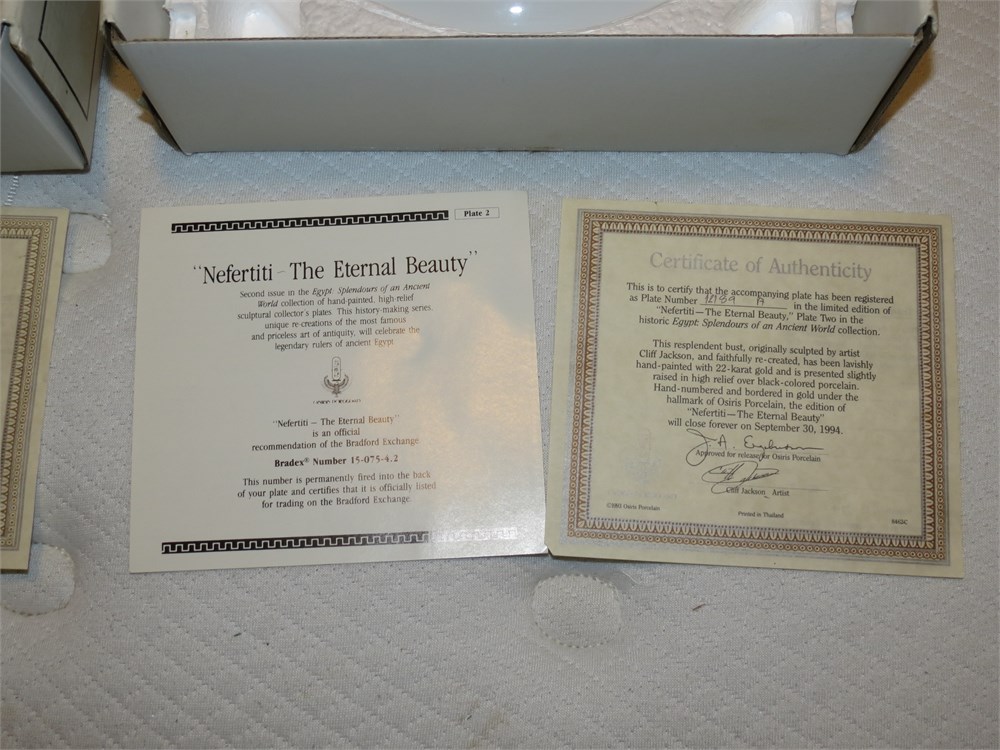 Plate 2
"Nefertiti – The Eternal Beauty"
Second issue in the Egypt: Splendours of an Ancient
World collection of hand-painted, high-relief
sculptural collector's plates. This history-making series,
unique re-creations of the most famous
and priceless art of antiquity, will celebrate the
legendary rulers of ancient Egypt
"Nefertiti – The Eternal Beauty"
is an official
recommendation of the Bradford Exchange
Bradex® Number 15-075-4.2
This number is permanently fired into the back
of your plate and certifies that it is officially listed
for trading on the Bradford Exchange.
Certificate of Authenticity
This is to certify that the accompanying plate has been registered
as Plate Number A in the limited edition of
"Nefertiti—The Eternal Beauty," Plate Two in the
historic Egypt: Splendours of an Ancient World collection.
This resplendent bust, originally sculpted by artist
Cliff Jackson, and faithfully re-created, has been lavishly
hand-painted with 22-karat gold and is presented slightly
raised in high relief over black-colored porcelain.
Hand-numbered and bordered in gold under the
hallmark of Osiris Porcelain, the edition of
"Nefertiti—The Eternal Beauty"
will close forever on September 30, 1994.
Approved for release for Osiris Porcelain
Cliff Jackson, Artist
©1993 Osiris Porcelain
Printed in Thailand